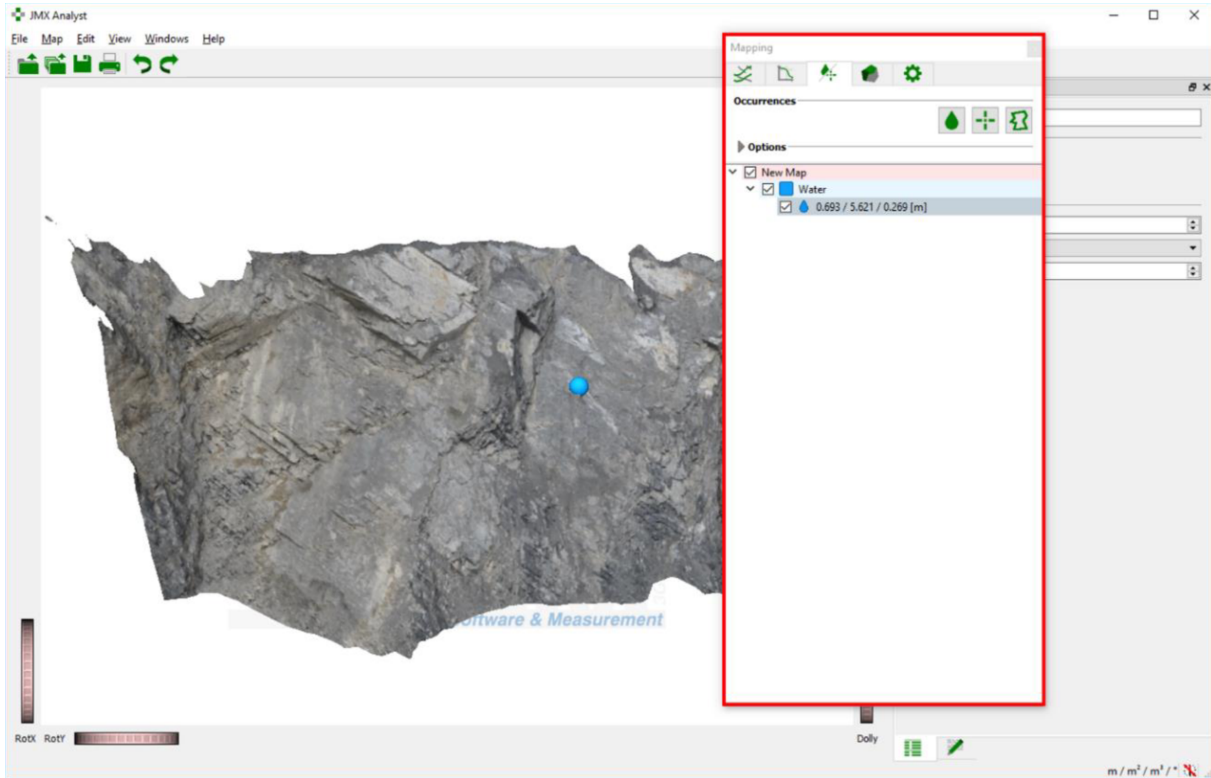 JMX Analyst
File Map Edit View Windows Help
Mapping
Occurrences
Options
New Map
Water
0.693 / 5.621 / 0.269 [m]
ftware & Measurement
RotX RotY
Dolly
m / m² / m³ / °